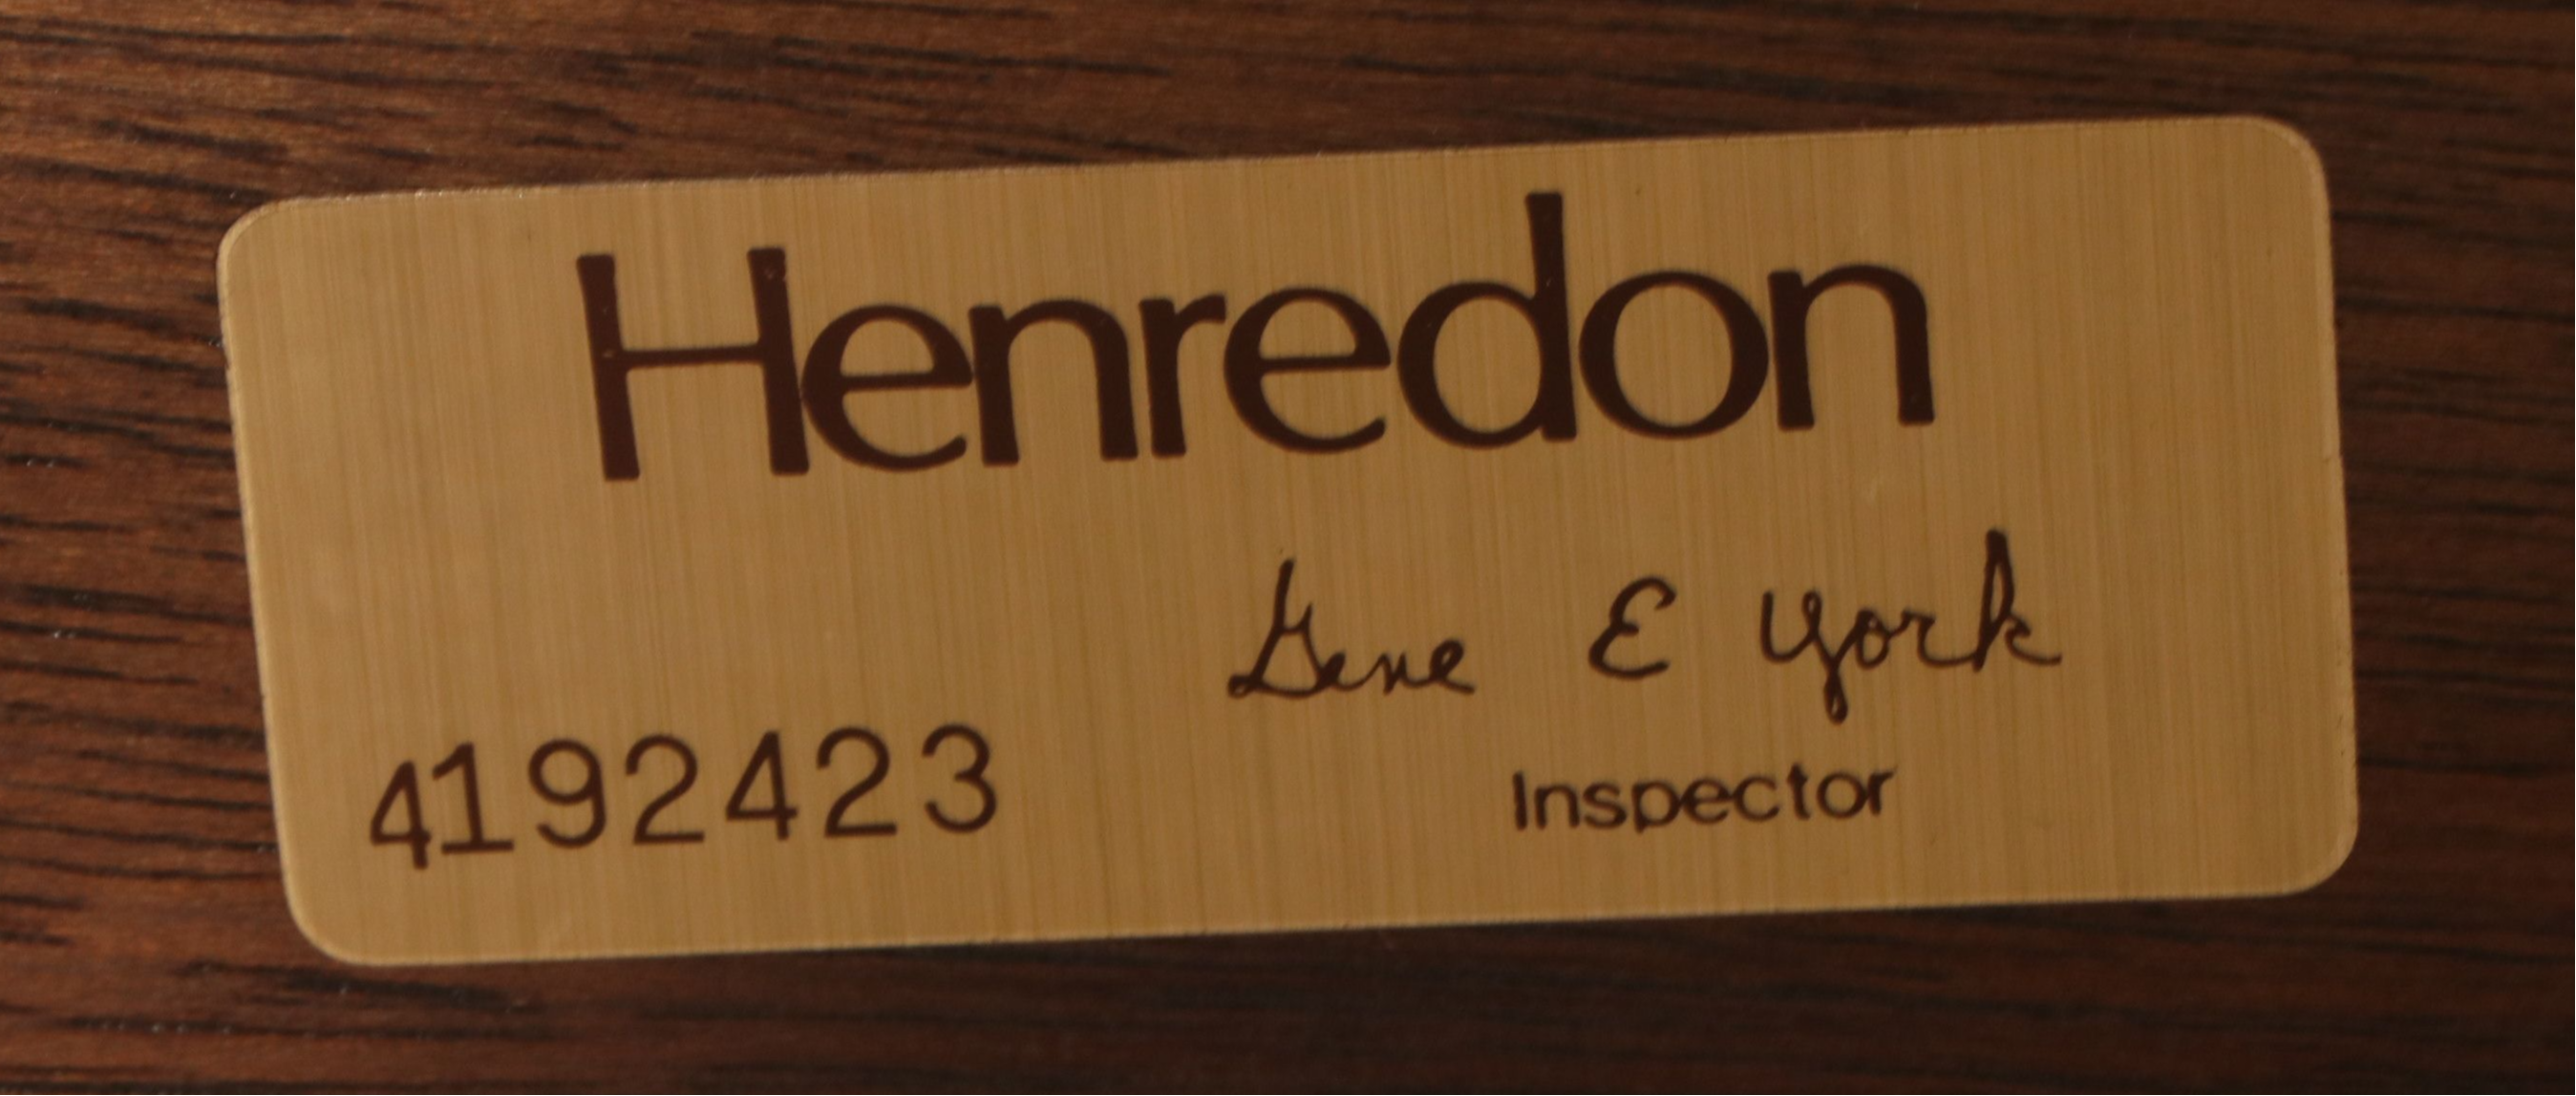 Henredon
Gene E York
4192423
Inspector